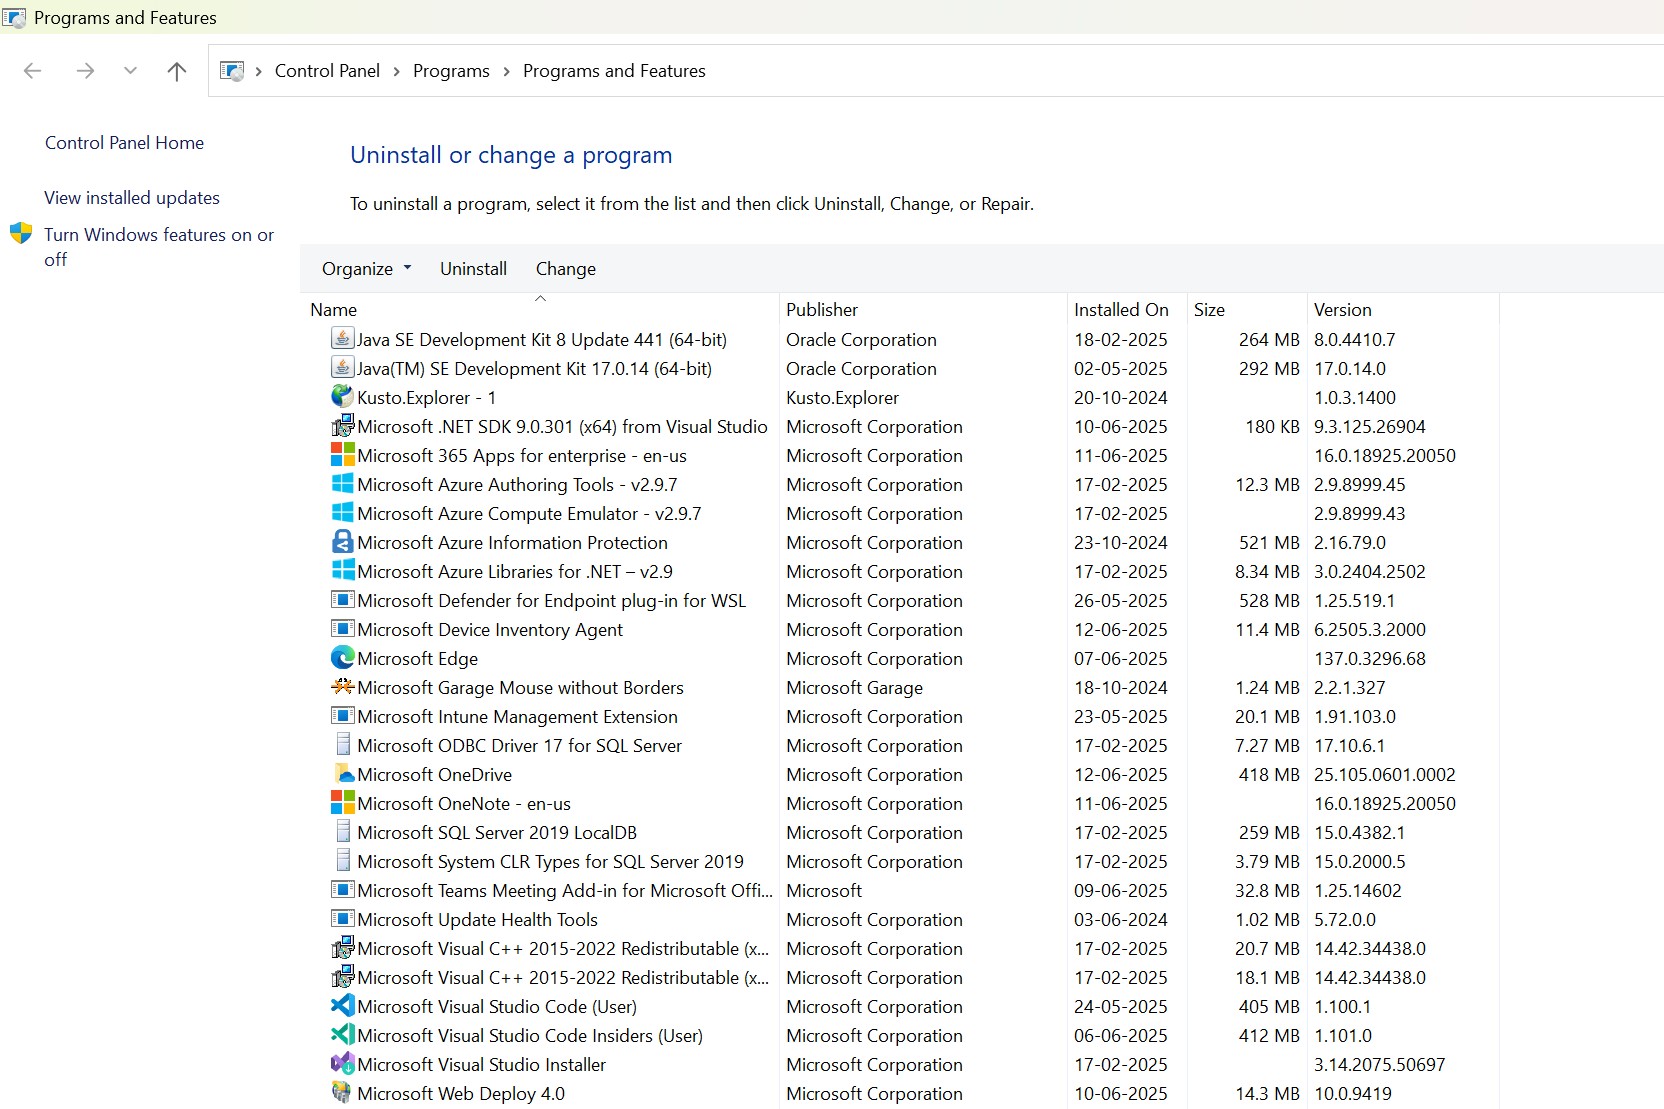 Programs and Features
Control Panel > Programs > Programs and Features
Control Panel Home
View installed updates
Turn Windows features on or
off
Uninstall or change a program
To uninstall a program, select it from the list and then click Uninstall, Change, or Repair.
Organize Uninstall Change
Name Publisher Installed On Size Version
Java SE Development Kit 8 Update 441 (64-bit) Oracle Corporation 18-02-2025 264 MB 8.0.4410.7
Java(TM) SE Development Kit 17.0.14 (64-bit) Oracle Corporation 02-05-2025 292 MB 17.0.14.0
Kusto.Explorer - 1 Kusto.Explorer 20-10-2024 1.0.3.1400
Microsoft .NET SDK 9.0.301 (x64) from Visual Studio Microsoft Corporation 10-06-2025 180 KB 9.3.125.26904
Microsoft 365 Apps for enterprise - en-us Microsoft Corporation 11-06-2025 16.0.18925.20050
Microsoft Azure Authoring Tools - v2.9.7 Microsoft Corporation 17-02-2025 12.3 MB 2.9.8999.45
Microsoft Azure Compute Emulator - v2.9.7 Microsoft Corporation 17-02-2025 2.9.8999.43
Microsoft Azure Information Protection Microsoft Corporation 23-10-2024 521 MB 2.16.79.0
Microsoft Azure Libraries for .NET – v2.9 Microsoft Corporation 17-02-2025 8.34 MB 3.0.2404.2502
Microsoft Defender for Endpoint plug-in for WSL Microsoft Corporation 26-05-2025 528 MB 1.25.519.1
Microsoft Device Inventory Agent Microsoft Corporation 12-06-2025 11.4 MB 6.2505.3.2000
Microsoft Edge Microsoft Corporation 07-06-2025 137.0.3296.68
Microsoft Garage Mouse without Borders Microsoft Garage 18-10-2024 1.24 MB 2.2.1.327
Microsoft Intune Management Extension Microsoft Corporation 23-05-2025 20.1 MB 1.91.103.0
Microsoft ODBC Driver 17 for SQL Server Microsoft Corporation 17-02-2025 7.27 MB 17.10.6.1
Microsoft OneDrive Microsoft Corporation 12-06-2025 418 MB 25.105.0601.0002
Microsoft OneNote - en-us Microsoft Corporation 11-06-2025 16.0.18925.20050
Microsoft SQL Server 2019 LocalDB Microsoft Corporation 17-02-2025 259 MB 15.0.4382.1
Microsoft System CLR Types for SQL Server 2019 Microsoft Corporation 17-02-2025 3.79 MB 15.0.2000.5
Microsoft Teams Meeting Add-in for Microsoft Offi... Microsoft 09-06-2025 32.8 MB 1.25.14602
Microsoft Update Health Tools Microsoft Corporation 03-06-2024 1.02 MB 5.72.0.0
Microsoft Visual C++ 2015-2022 Redistributable (x... Microsoft Corporation 17-02-2025 20.7 MB 14.42.34438.0
Microsoft Visual C++ 2015-2022 Redistributable (x... Microsoft Corporation 17-02-2025 18.1 MB 14.42.34438.0
Microsoft Visual Studio Code (User) Microsoft Corporation 24-05-2025 405 MB 1.100.1
Microsoft Visual Studio Code Insiders (User) Microsoft Corporation 06-06-2025 412 MB 1.101.0
Microsoft Visual Studio Installer Microsoft Corporation 17-02-2025 3.14.2075.50697
Microsoft Web Deploy 4.0 Microsoft Corporation 10-06-2025 14.3 MB 10.0.9419